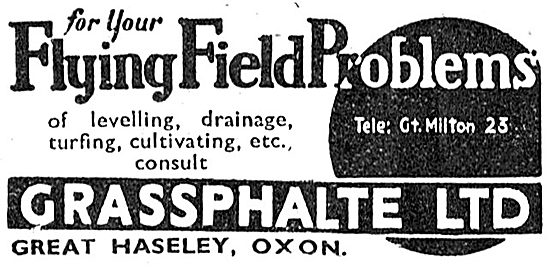 for Your
Flying Field Problems
of levelling, drainage,
turfing, cultivating, etc.,
consult
Tele: Gt. Milton 23
GRASSPHALTE LTD
GREAT HASELEY, OXON.